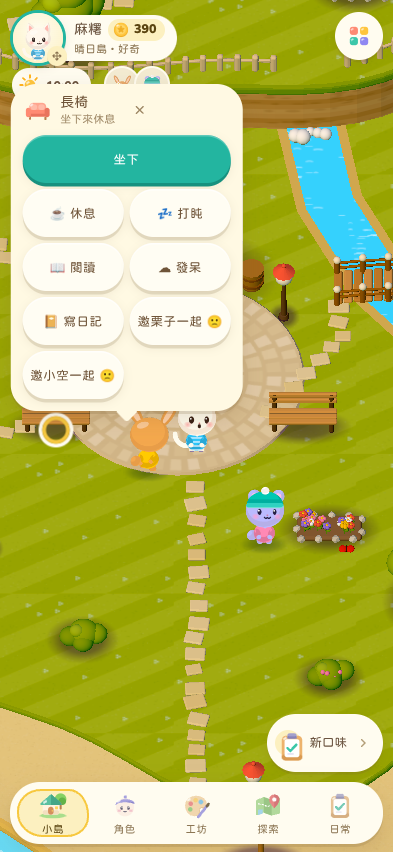 麻糬
390
晴日島・好奇
長椅
坐下來休息
坐下
休息
打盹
閱讀
發呆
寫日記
邀栗子一起
邀小空一起
新口味
小島
角色
工坊
探索
日常